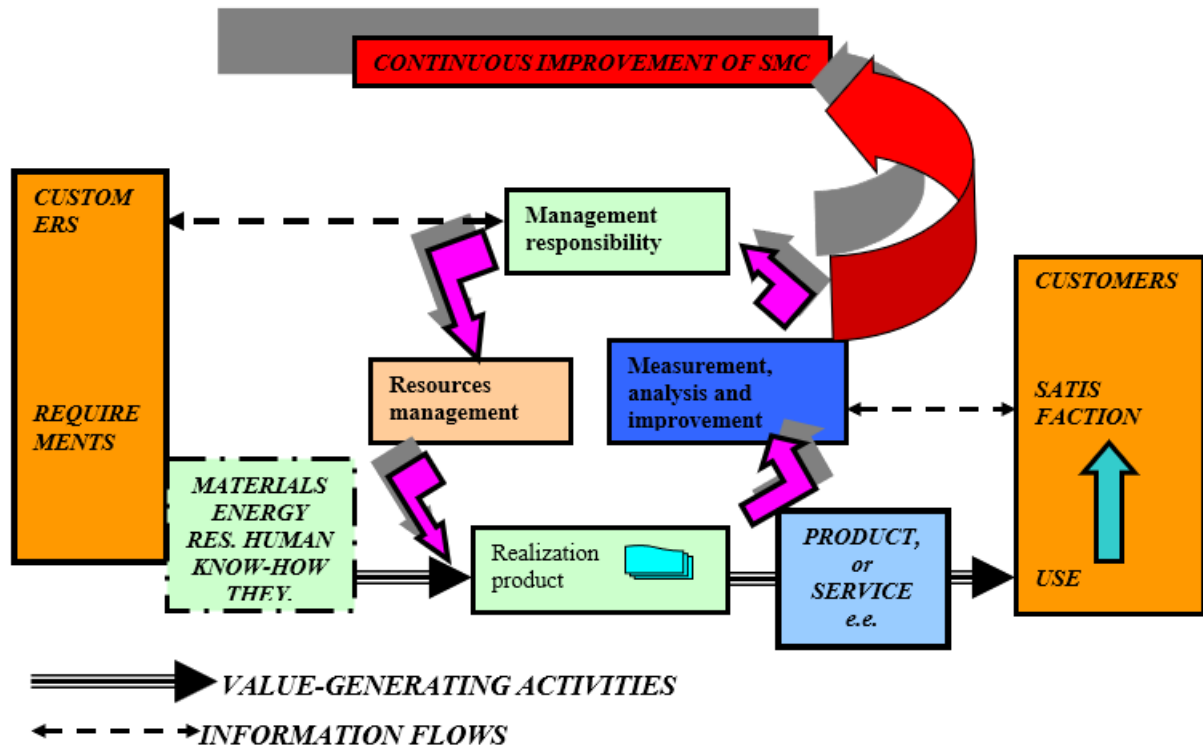 CONTINUOUS IMPROVEMENT OF SMC
CUSTOM
ERS
REQUIRE
MENTS
Management
responsibility
CUSTOMERS
SATIS
FACTION
USE
Resources
management
Measurement,
analysis and
improvement
MATERIALS
ENERGY
RES. HUMAN
KNOW-HOW
THEY.
Realization
product
PRODUCT,
or
SERVICE
e.e.
VALUE-GENERATING ACTIVITIES
INFORMATION FLOWS